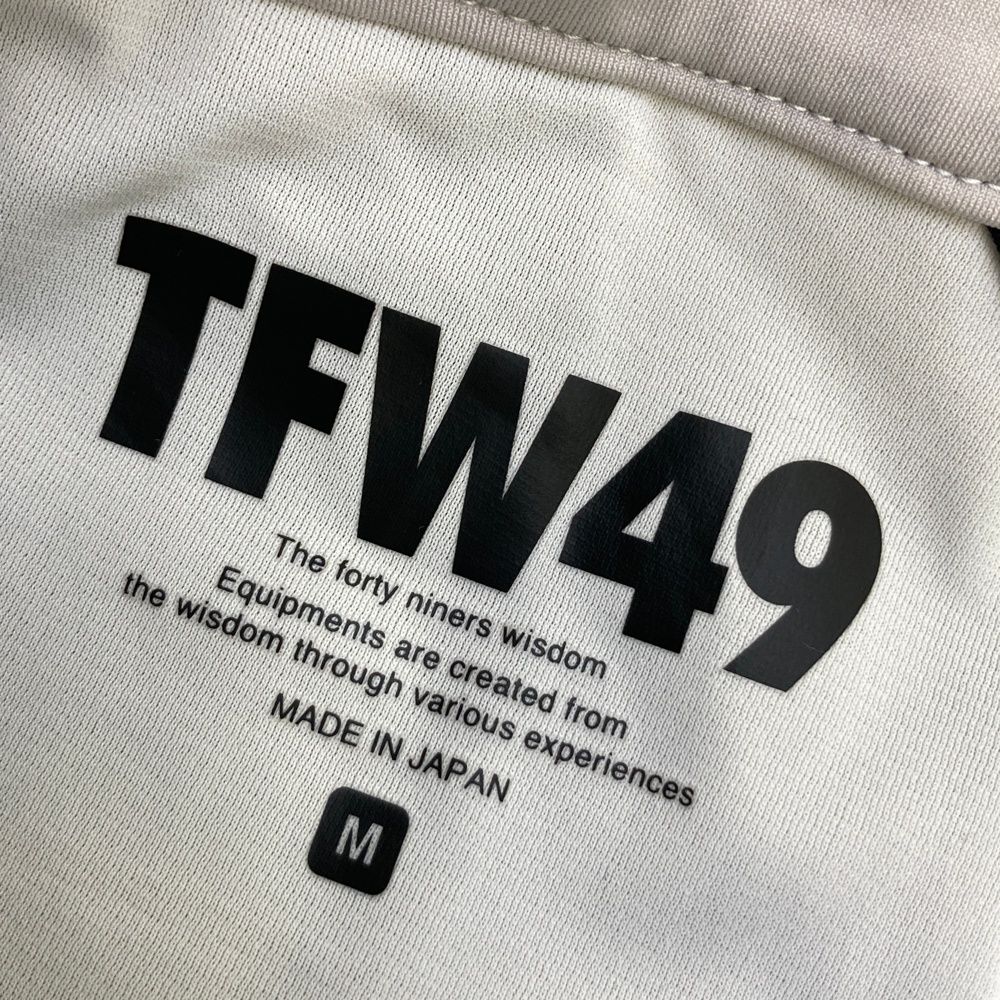 TFW49
The forty niners wisdom
Equipments are created from
the wisdom through various experiences
MADE IN JAPAN
M